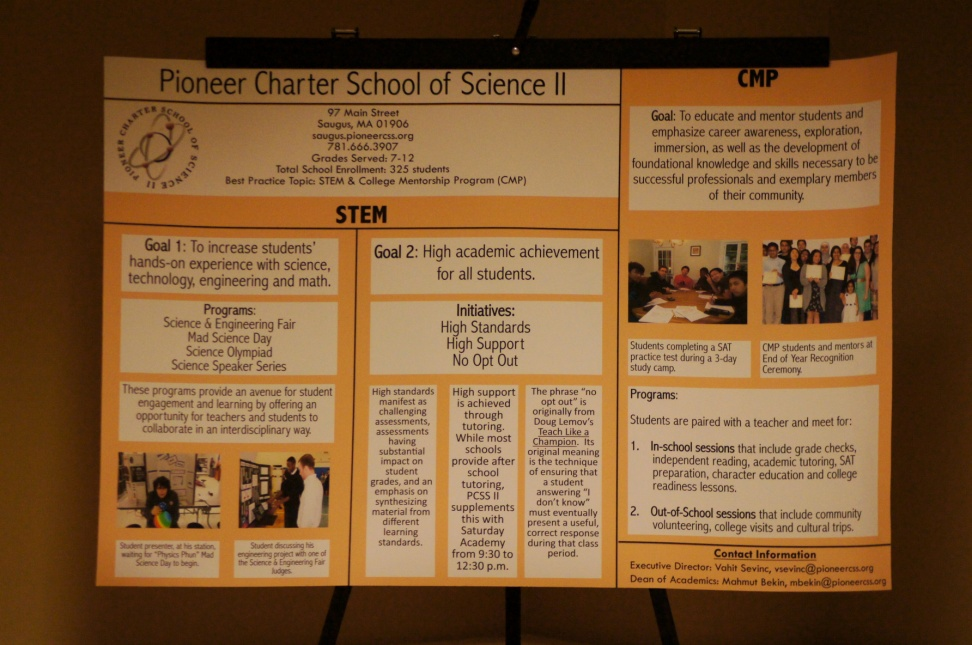 Pioneer Charter School of Science II
PIONEER CHARTER SCHOOL OF SCIENCE II
97 Main Street
Saugus, MA 01906
saugus.pioneercss.org
781.666.3907
Grades Served: 7-12
Total School Enrollment: 325 students
Best Practice Topic: STEM & College Mentorship Program (CMP)
STEM
Goal 1: To increase students'
hands-on experience with science,
technology, engineering and math.
Programs:
Science & Engineering Fair
Mad Science Day
Science Olympiad
Science Speaker Series
These programs provide an avenue for student
engagement and learning by offering an
opportunity for teachers and students to
collaborate in an interdisciplinary way.
Student presenter, at his station,
waiting for "Physics Phun" Mad
Science Day to begin.
Student discussing his
engineering project with one of
the Science & Engineering Fair
Judges.
Goal 2: High academic achievement
for all students.
Initiatives:
High Standards
High Support
No Opt Out
High standards
manifest as
challenging
assessments,
assessments
having
substantial
impact on
student
grades, and an
emphasis on
synthesizing
material from
different
learning
standards.
High support
is achieved
through
tutoring.
While most
schools
provide after
school
tutoring,
PCSS II
supplements
this with
Saturday
Academy
from 9:30 to
12:30 p.m.
The phrase "no
opt out" is
originally from
Doug Lemov's
Teach Like a
Champion. Its
original meaning
is the technique
of ensuring that
a student
answering "I
don't know"
must eventually
present a useful,
correct response
during that class
period.
CMP
Goal: To educate and mentor students and
emphasize career awareness, exploration,
immersion, as well as the development of
foundational knowledge and skills necessary to be
successful professionals and exemplary members
of their community.
Students completing a SAT
practice test during a 3-day
study camp.
CMP students and mentors at
End of Year Recognition
Ceremony.
Programs:
Students are paired with a teacher and meet for:
1. In-school sessions that include grade checks,
independent reading, academic tutoring, SAT
preparation, character education and college
readiness lessons.
2. Out-of-School sessions that include community
volunteering, college visits and cultural trips.
Contact Information
Executive Director: Vahit Sevinc, vsevinc@pioneercss.org
Dean of Academics: Mahmut Bekin, mbekin@pioneercss.org